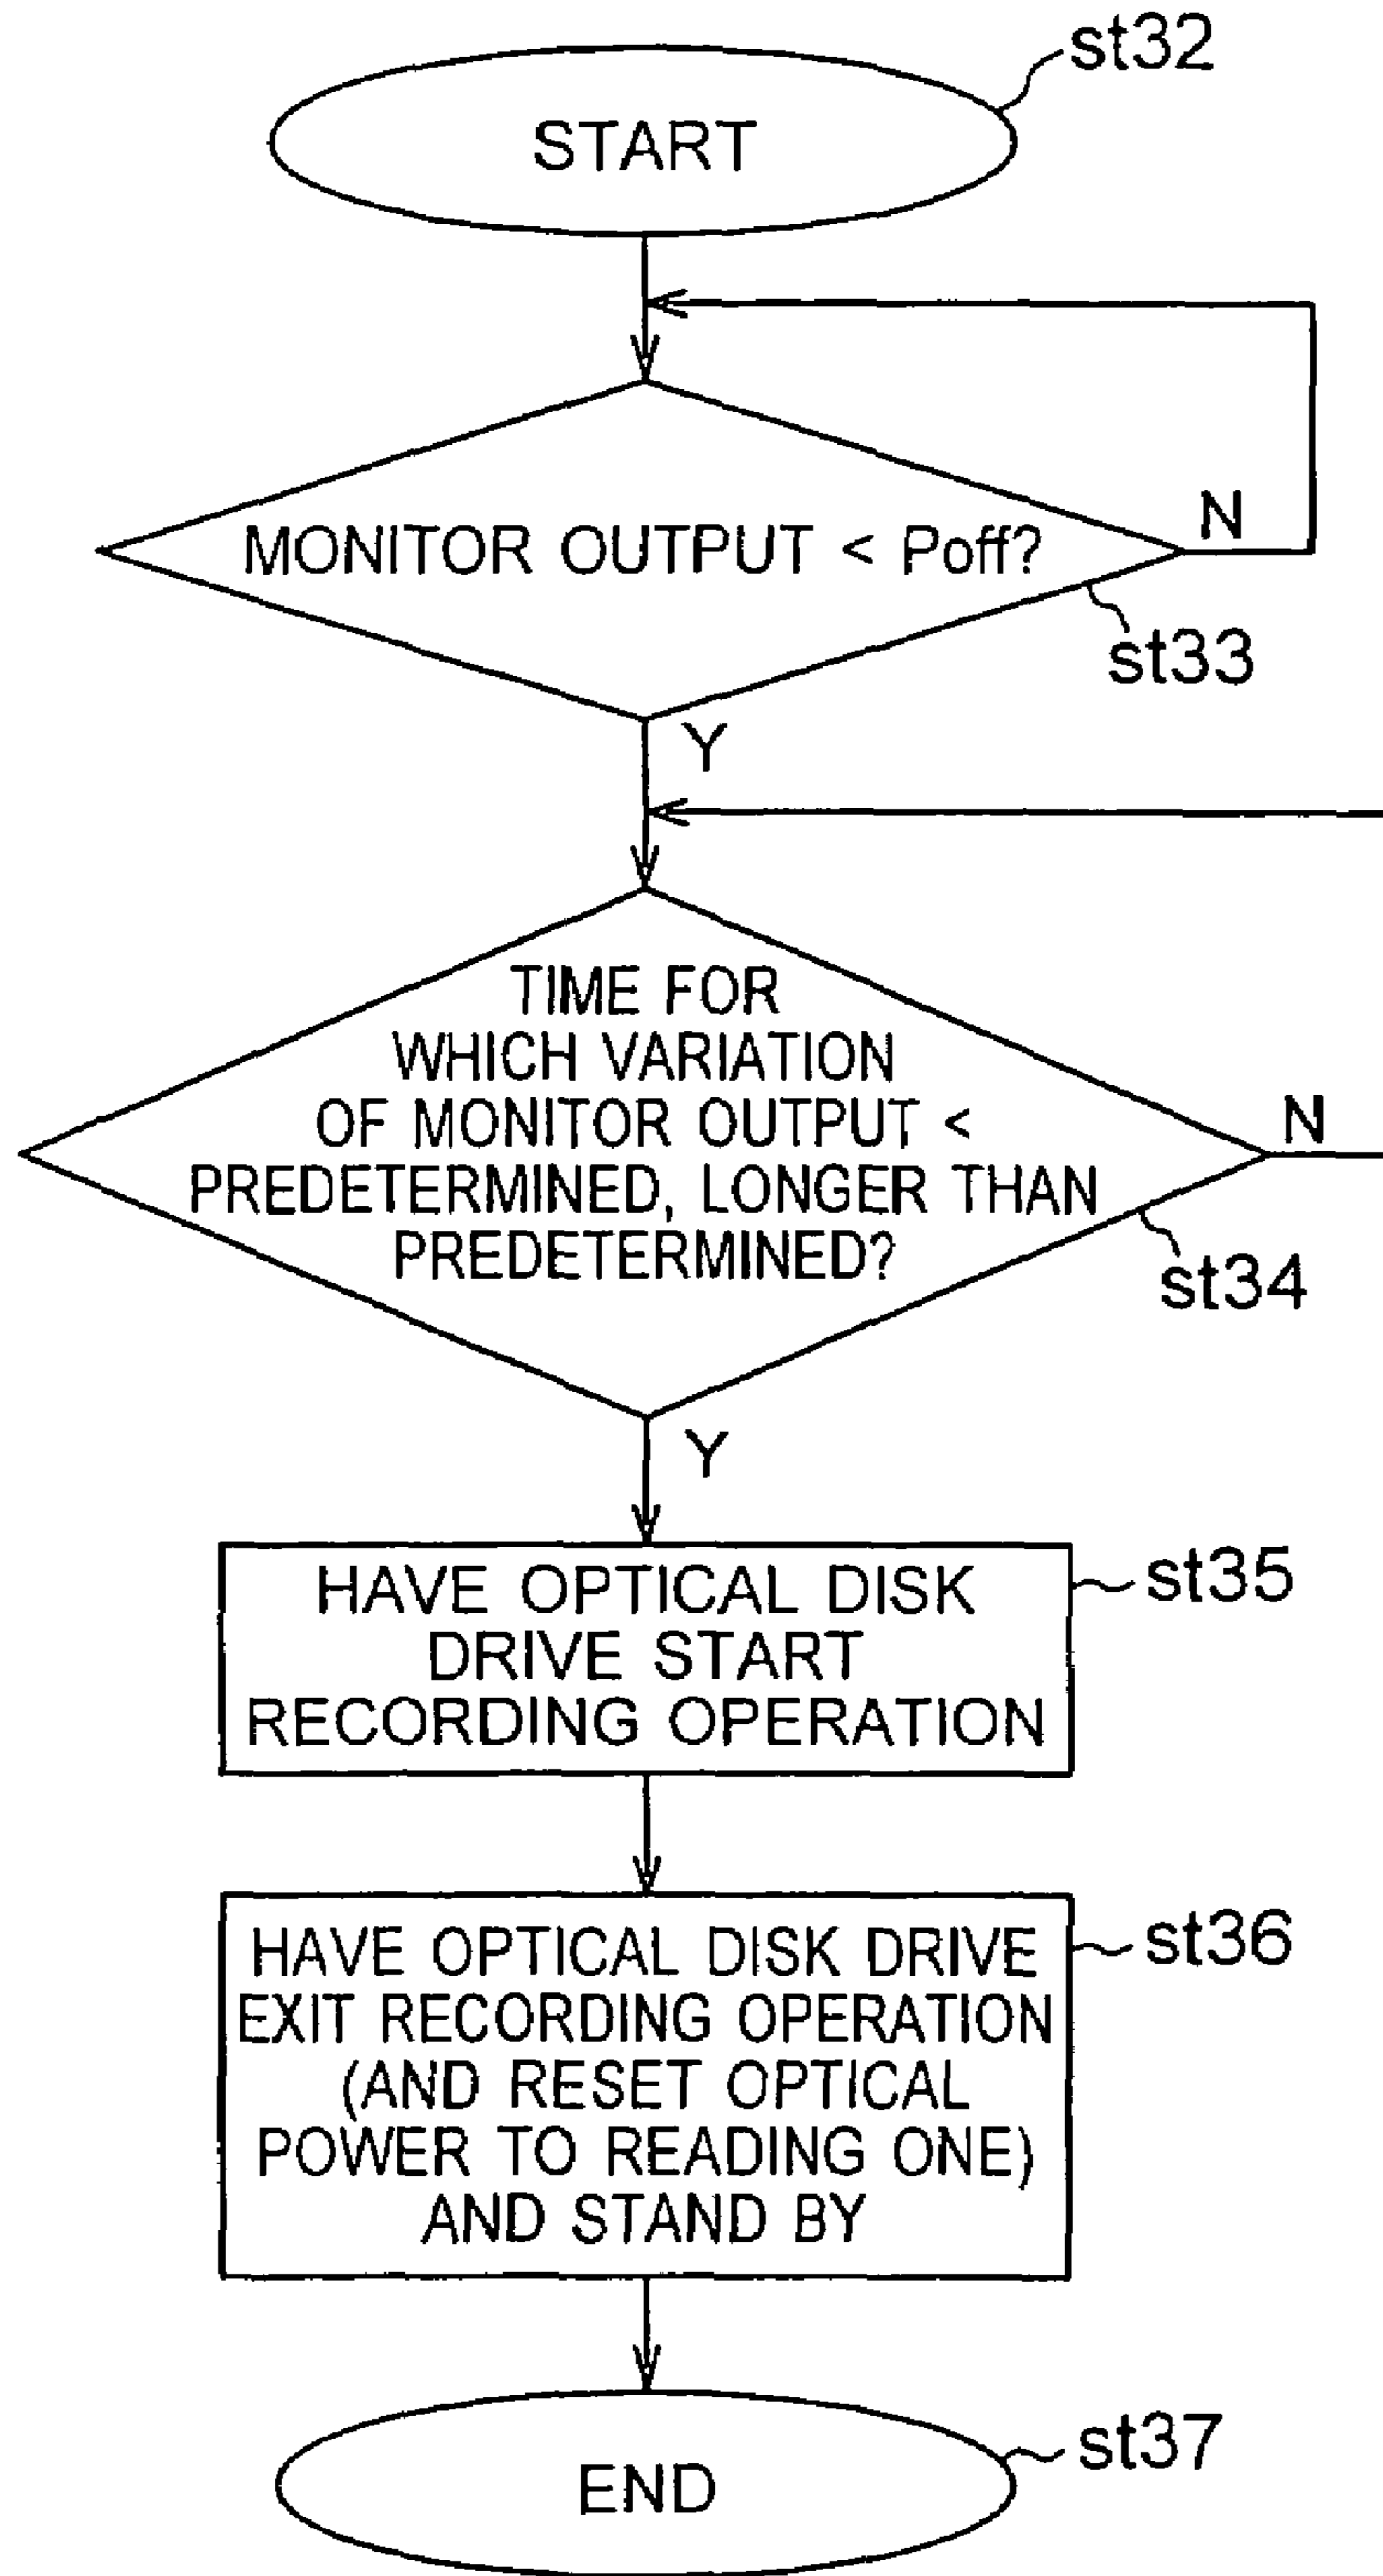 st32
START
N
MONITOR OUTPUT < Poff?
st33
Y
TIME FOR
WHICH VARIATION
OF MONITOR OUTPUT <
PREDETERMINED, LONGER THAN
PREDETERMINED?
N
st34
Y
HAVE OPTICAL DISK
DRIVE START
RECORDING OPERATION
st35
HAVE OPTICAL DISK DRIVE
EXIT RECORDING OPERATION
(AND RESET OPTICAL
POWER TO READING ONE)
AND STAND BY
st36
END
st37